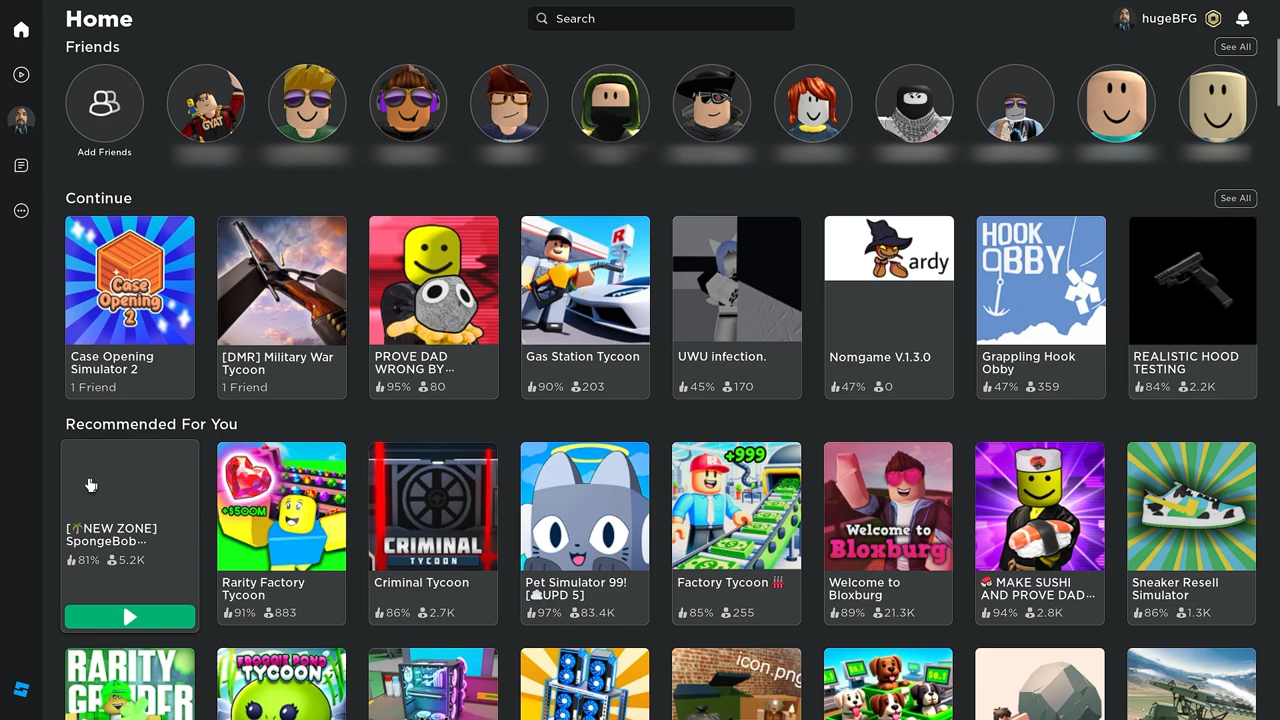 Home
Search
hugeBFG
Friends
See All
GYAT
Add Friends
Continue
See All
Case
Opening
2
R
ardy
HOOK
OBBY
Case Opening
Simulator 2
1 Friend
[DMR] Military War
Tycoon
1 Friend
PROVE DAD
WRONG BY...
95% 80
Gas Station Tycoon
90% 203
UWU infection.
45% 170
Nomgame V.1.3.0
47% 0
Grappling Hook
Obby
47% 359
REALISTIC HOOD
TESTING
84% 2.2K
Recommended For You
[🌴NEW ZONE]
SpongeBob...
81% 5.2K
+$500M
Rarity Factory
Tycoon
91% 883
CRIMINAL
TYCOON
Criminal Tycoon
86% 2.7K
Pet Simulator 99!
[☁️UPD 5]
97% 83.4K
+999
Factory Tycoon
85% 255
Welcome to
Bloxburg
Welcome to
Bloxburg
89% 21.3K
🍣 MAKE SUSHI
AND PROVE DAD...
94% 2.8K
Sneaker Resell
Simulator
86% 1.3K
RARITY
GRINDER
FROGGIE POND
TYCOON
icon.png